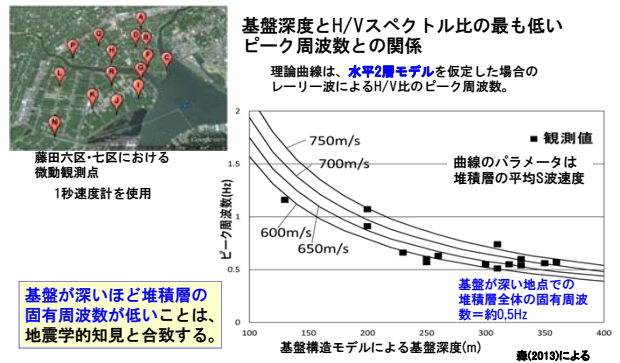 基盤深度とH/Vスペクトル比の最も低い
ピーク周波数との関係
理論曲線は、水平2層モデルを仮定した場合の
レーリー波によるH/V比のピーク周波数。
藤田六区・七区における
微動観測点
1秒速度計を使用
基盤が深いほど堆積層の
固有周波数が低いことは、
地震学的知見と合致する。
ピーク周波数(Hz)
2
1.5
1
0.5
0
750m/s
700m/s
600m/s
650m/s
観測値
曲線のパラメータは
堆積層の平均S波速度
基盤が深い地点での
堆積層全体の固有周波
数=約0,5Hz
100 150 200 250 300 350 400
基盤構造モデルによる基盤深度(m)
森(2013)による